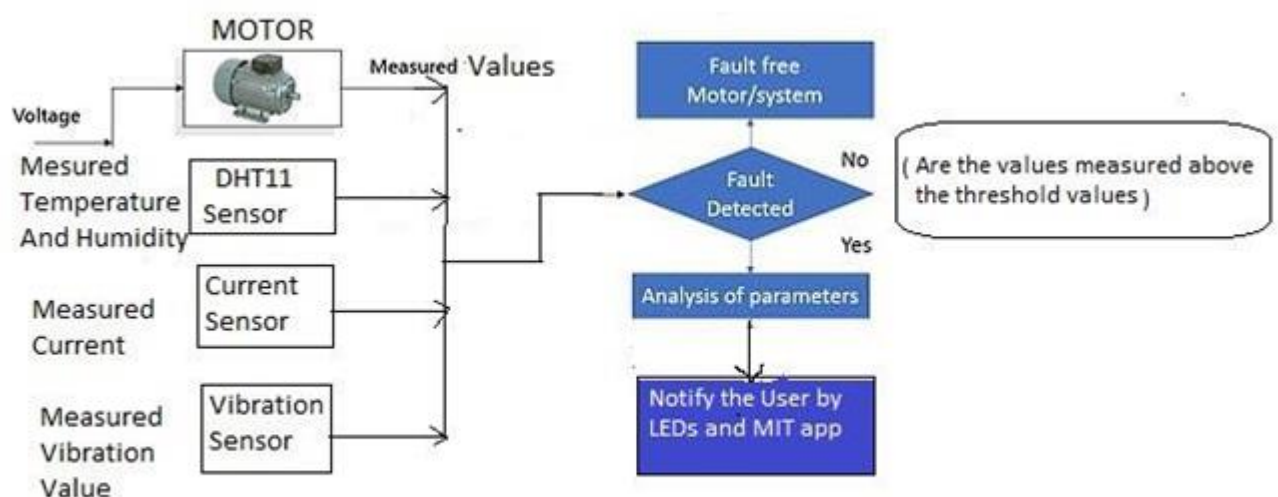 MOTOR
Measured Values
Voltage
Mesured
Temperature
And Humidity
DHT11
Sensor
Measured
Current
Current
Sensor
Measured
Vibration
Value
Vibration
Sensor
Fault free
Motor/system
Fault
Detected
No
Yes
( Are the values measured above
the threshold values )
Analysis of parameters
Notify the User by
LEDs and MIT app